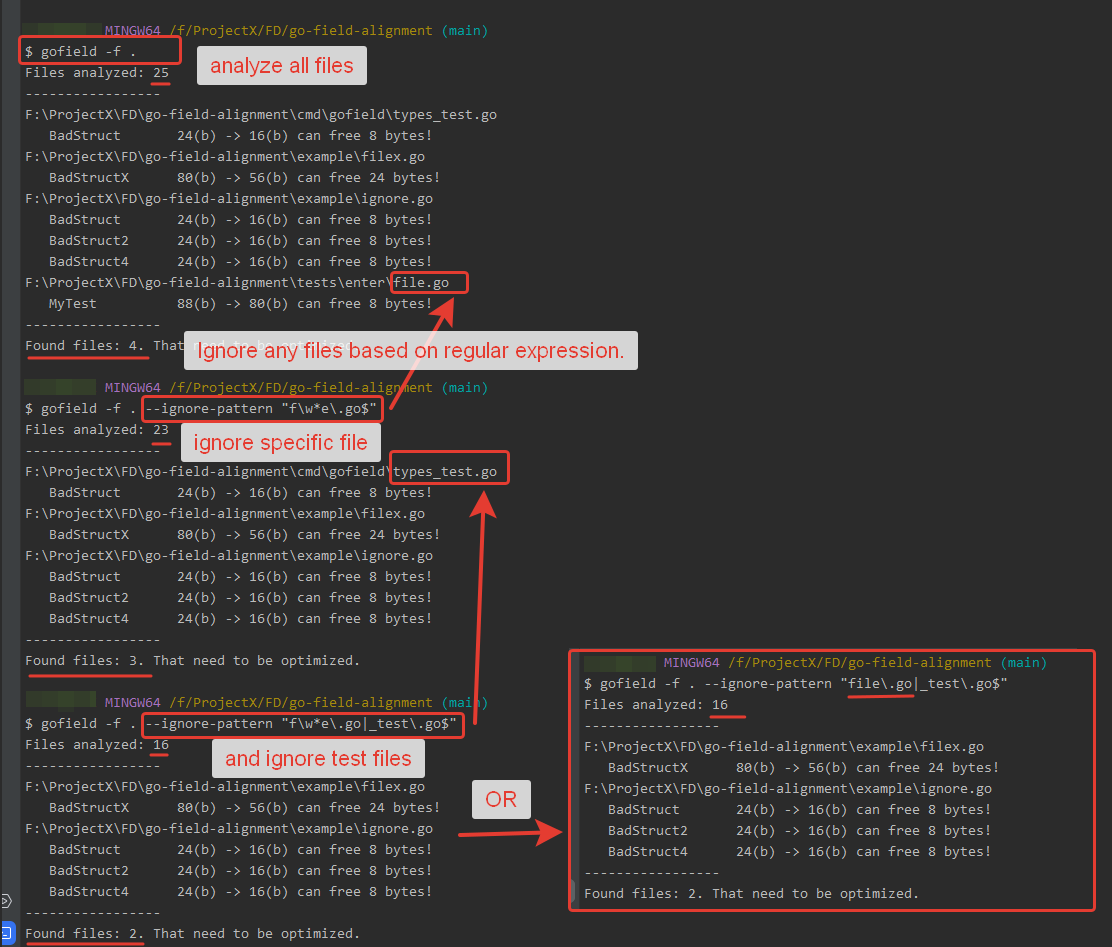 MINGW64 /f/ProjectX/FD/go-field-alignment (main)
$ gofield -f .
analyze all files
Files analyzed: 25
-----------------
F:\ProjectX\FD\go-field-alignment\cmd\gofield\types_test.go
BadStruct 24(b) -> 16(b) can free 8 bytes!
F:\ProjectX\FD\go-field-alignment\example\filex.go
BadStructX 80(b) -> 56(b) can free 24 bytes!
F:\ProjectX\FD\go-field-alignment\example\ignore.go
BadStruct 24(b) -> 16(b) can free 8 bytes!
BadStruct2 24(b) -> 16(b) can free 8 bytes!
BadStruct4 24(b) -> 16(b) can free 8 bytes!
F:\ProjectX\FD\go-field-alignment\tests\enter\file.go
MyTest 88(b) -> 80(b) can free 8 bytes!
-----------------
Found files: 4. That need to be optimized.
Ignore any files based on regular expression.
MINGW64 /f/ProjectX/FD/go-field-alignment (main)
$ gofield -f . --ignore-pattern "f\w*e\.go$"
Files analyzed: 23
ignore specific file
-----------------
F:\ProjectX\FD\go-field-alignment\cmd\gofield\types_test.go
BadStruct 24(b) -> 16(b) can free 8 bytes!
F:\ProjectX\FD\go-field-alignment\example\filex.go
BadStructX 80(b) -> 56(b) can free 24 bytes!
F:\ProjectX\FD\go-field-alignment\example\ignore.go
BadStruct 24(b) -> 16(b) can free 8 bytes!
BadStruct2 24(b) -> 16(b) can free 8 bytes!
BadStruct4 24(b) -> 16(b) can free 8 bytes!
-----------------
Found files: 3. That need to be optimized.
MINGW64 /f/ProjectX/FD/go-field-alignment (main)
$ gofield -f . --ignore-pattern "f\w*e\.go|_test\.go$"
Files analyzed: 16
and ignore test files
-----------------
F:\ProjectX\FD\go-field-alignment\example\filex.go
BadStructX 80(b) -> 56(b) can free 24 bytes!
F:\ProjectX\FD\go-field-alignment\example\ignore.go
BadStruct 24(b) -> 16(b) can free 8 bytes!
BadStruct2 24(b) -> 16(b) can free 8 bytes!
BadStruct4 24(b) -> 16(b) can free 8 bytes!
-----------------
Found files: 2. That need to be optimized.
OR
MINGW64 /f/ProjectX/FD/go-field-alignment (main)
$ gofield -f . --ignore-pattern "file\.go|_test\.go$"
Files analyzed: 16
-----------------
F:\ProjectX\FD\go-field-alignment\example\filex.go
BadStructX 80(b) -> 56(b) can free 24 bytes!
F:\ProjectX\FD\go-field-alignment\example\ignore.go
BadStruct 24(b) -> 16(b) can free 8 bytes!
BadStruct2 24(b) -> 16(b) can free 8 bytes!
BadStruct4 24(b) -> 16(b) can free 8 bytes!
-----------------
Found files: 2. That need to be optimized.